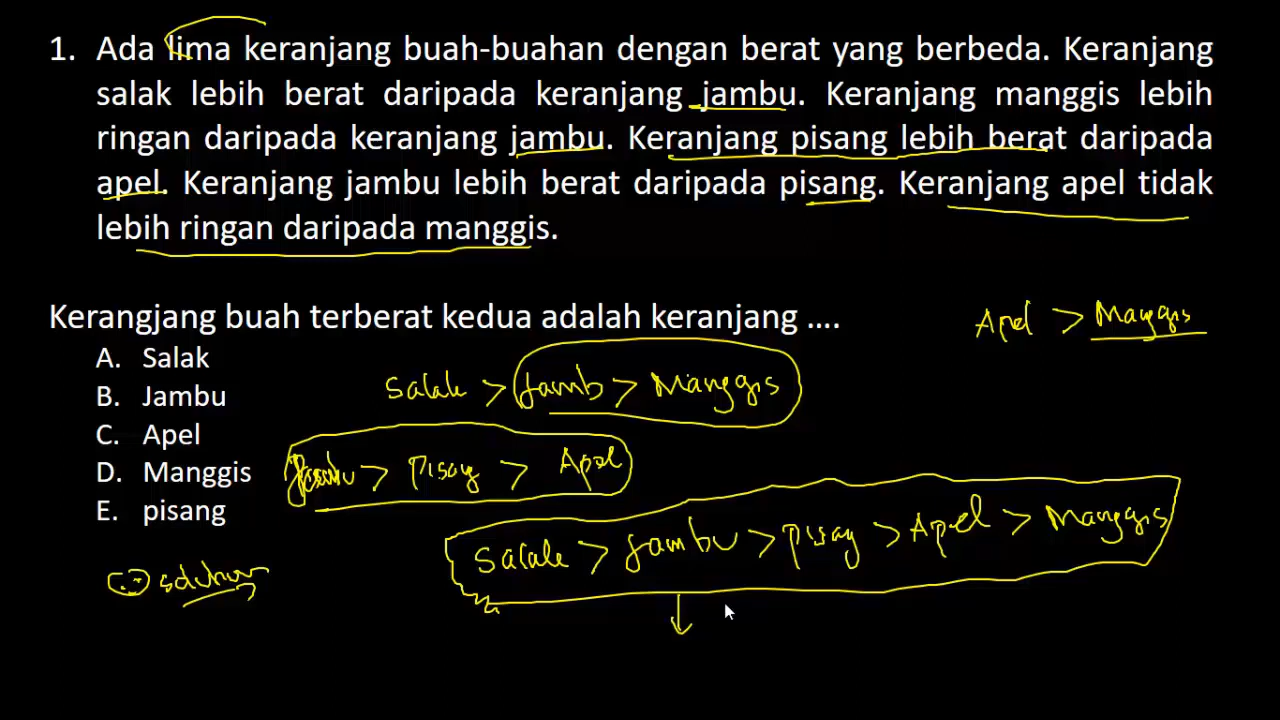 1. Ada lima keranjang buah-buahan dengan berat yang berbeda. Keranjang
salak lebih berat daripada keranjang jambu. Keranjang manggis lebih
ringan daripada keranjang jambu. Keranjang pisang lebih berat daripada
apel. Keranjang jambu lebih berat daripada pisang. Keranjang apel tidak
lebih ringan daripada manggis.
Kerangjang buah terberat kedua adalah keranjang ....
Apel > Manggis
A. Salak
B. Jambu
C. Apel
D. Manggis
E. pisang
Salak > Jamb > Manggis
Jambu > Pisang > Apel
Salak > Jambu > Pisang > Apel > Manggis